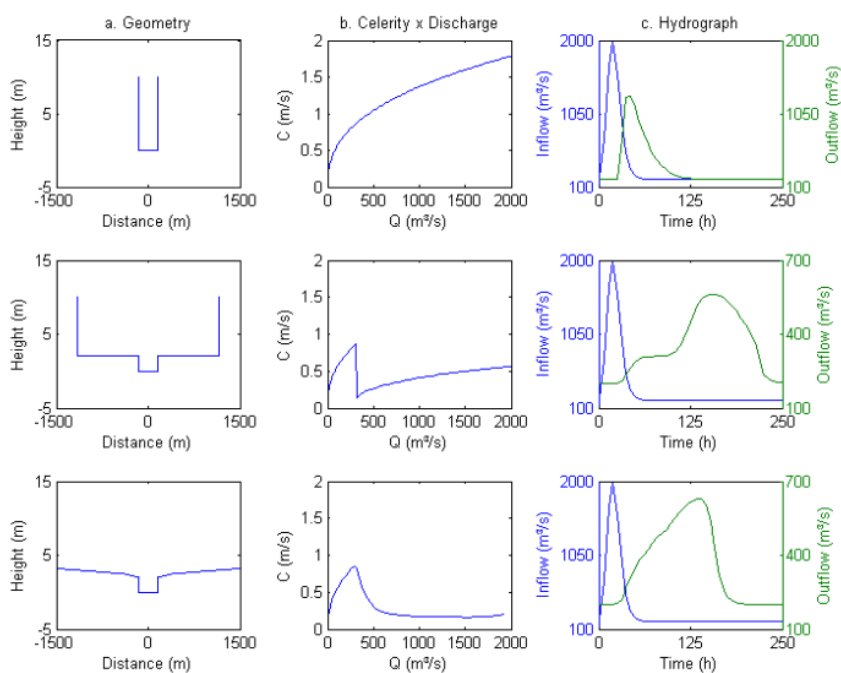 a. Geometry
b. Celerity x Discharge
c. Hydrograph
15
5
-5
Height (m)
-1500 0 1500
Distance (m)
2
1.5
1
0.5
0
C (m/s)
0 500 1000 1500 2000
Q (m³/s)
2000
1050
100
Inflow (m³/s)
2000
1050
100
Outflow (m³/s)
0 125 250
Time (h)
15
5
-5
Height (m)
-1500 0 1500
Distance (m)
2
1.5
1
0.5
0
C (m/s)
0 500 1000 1500 2000
Q (m³/s)
2000
1050
100
Inflow (m³/s)
700
400
100
Outflow (m³/s)
0 125 250
Time (h)
15
5
-5
Height (m)
-1500 0 1500
Distance (m)
2
1.5
1
0.5
0
C (m/s)
0 500 1000 1500 2000
Q (m³/s)
2000
1050
100
Inflow (m³/s)
700
400
100
Outflow (m³/s)
0 125 250
Time (h)